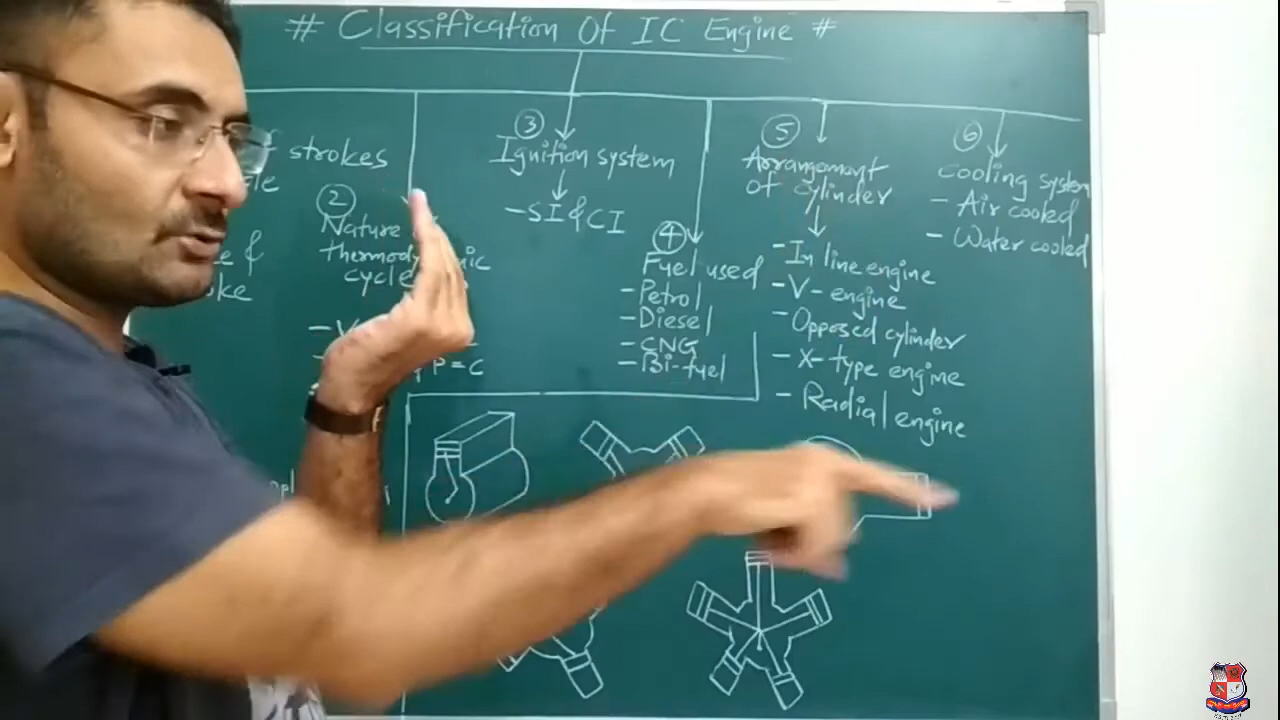 # Classification Of IC Engine #
strokes
②
Nature
cycle
P = C
③
Ignition system
- SI & CI
④
Fuel used
- Petrol
- Diesel
- CNG
- Bi-fuel
⑤
Arrangement
of cylinder
- In line engine
- V-engine
- Opposed cylinder
- X-type engine
- Radial engine
⑥
cooling system
- Air cooled
- Water cooled